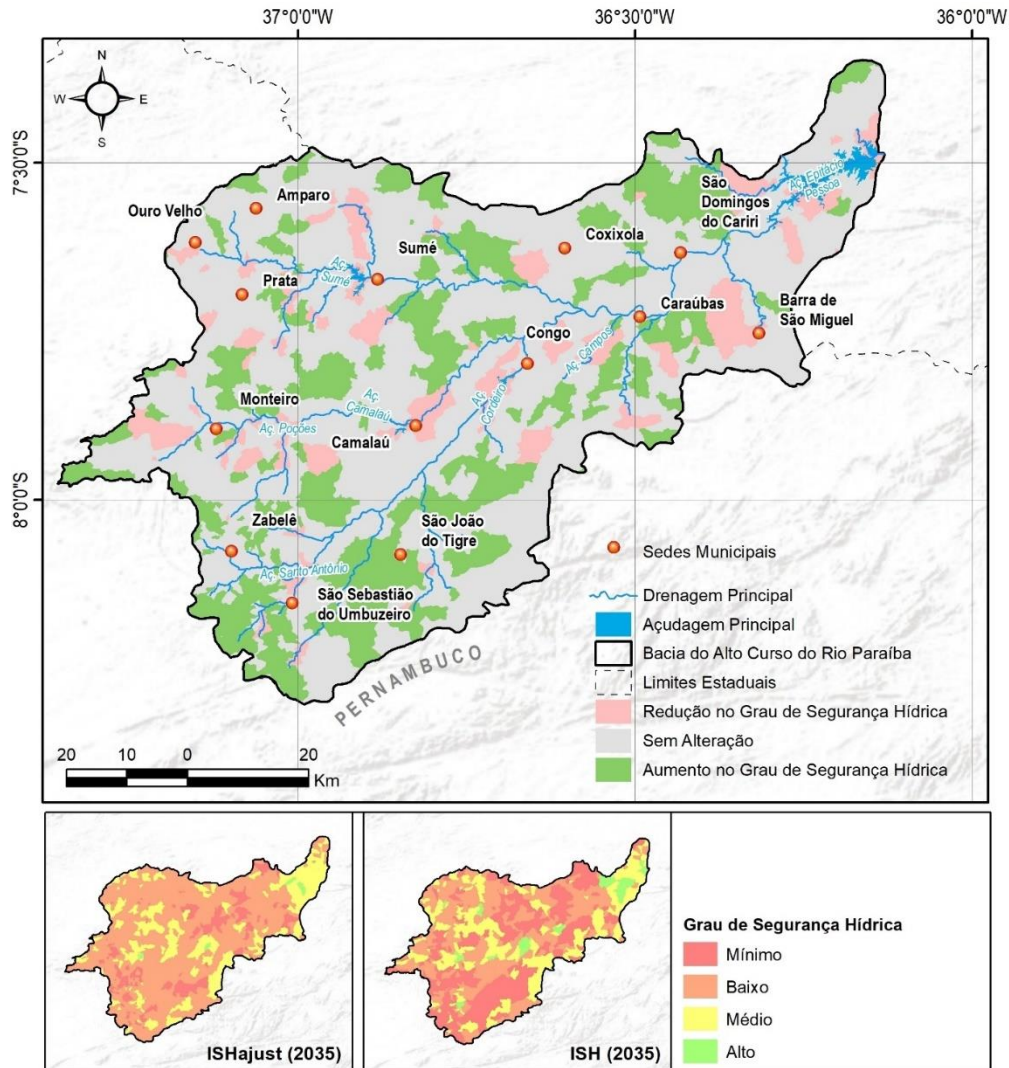 37°0'0"W
36°30'0"W
36°0'0"W
N
W
E
S
7°30'0"S
8°0'0"S
Ouro Velho
Amparo
Prata
Aç.
Sumé
Sumé
Coxixola
São
Domingos
do Cariri
Aç. Epitácio
Pessoa
Caraúbas
Barra de
São Miguel
Congo
Aç. Campos
Aç. Cordeiro
Monteiro
Aç. Poções
Aç.
Camalaú
Camalaú
Zabelê
São João
do Tigre
Aç. Santo Antônio
São Sebastião
do Umbuzeiro
PERNAMBUCO
20
10
0
20
Km
Sedes Municipais
Drenagem Principal
Açudagem Principal
Bacia do Alto Curso do Rio Paraíba
Limites Estaduais
Redução no Grau de Segurança Hídrica
Sem Alteração
Aumento no Grau de Segurança Hídrica
ISHajust (2035)
ISH (2035)
Grau de Segurança Hídrica
Mínimo
Baixo
Médio
Alto